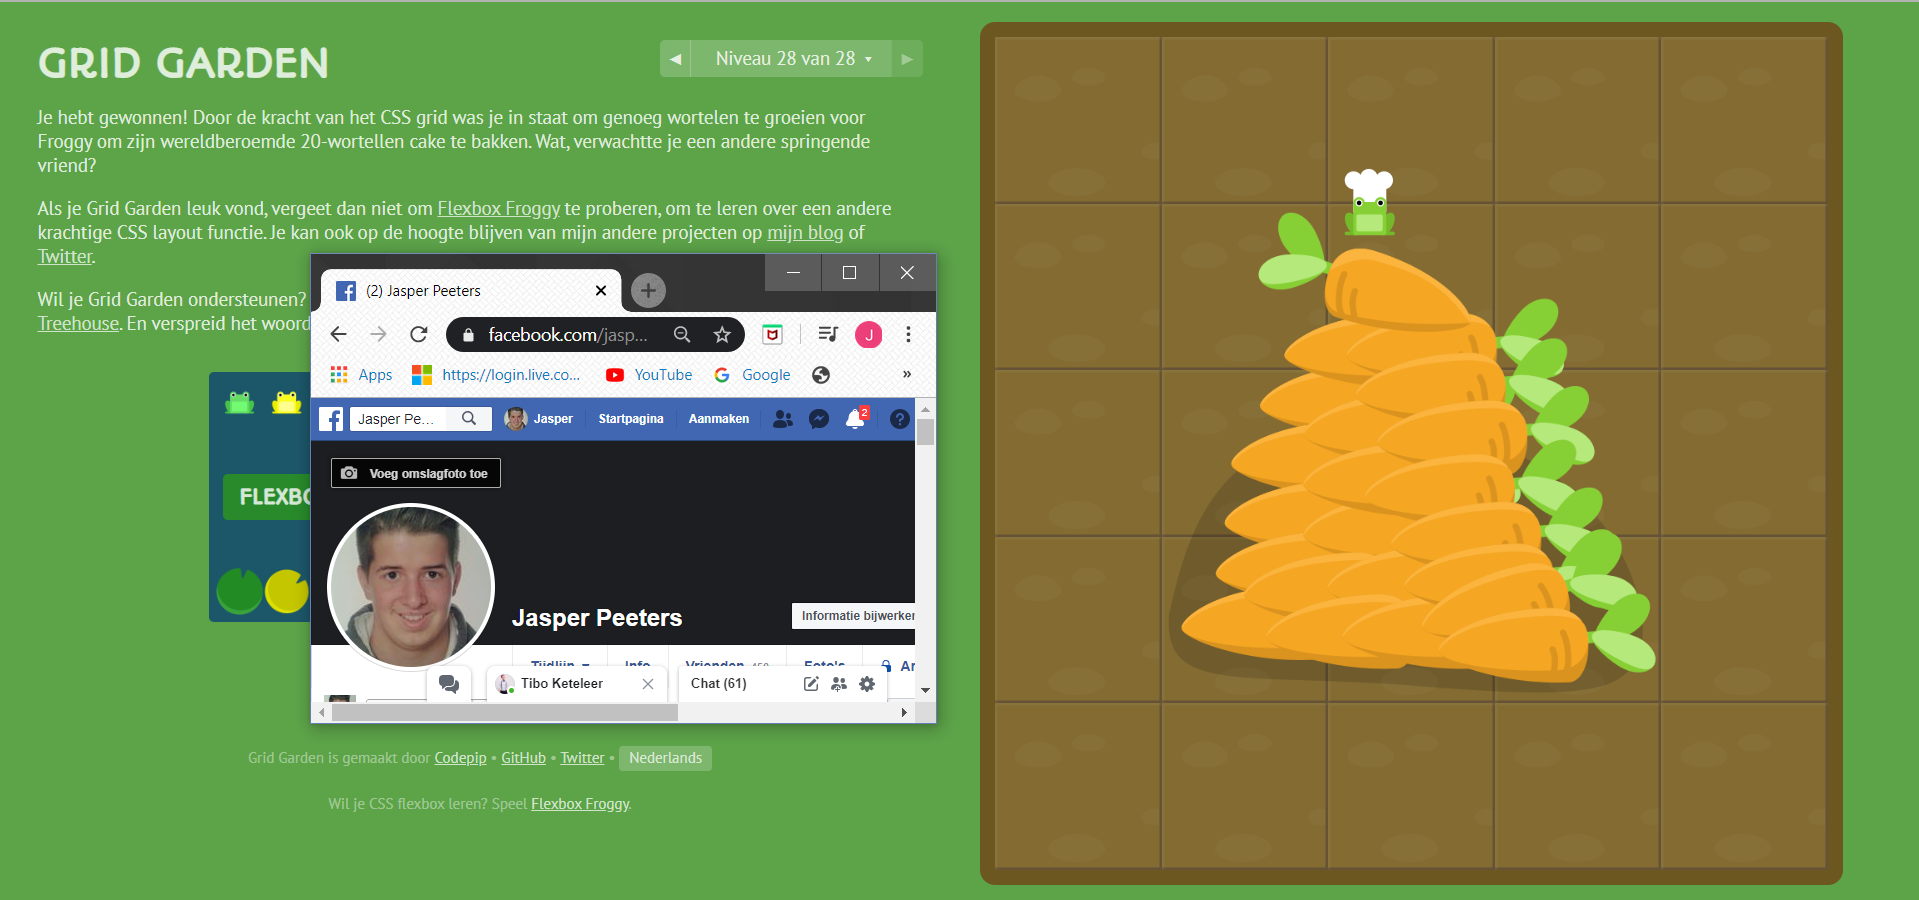 GRID GARDEN
◀ Niveau 28 van 28 ▾ ▶
Je hebt gewonnen! Door de kracht van het CSS grid was je in staat om genoeg wortelen te groeien voor
Froggy om zijn wereldberoemde 20-wortellen cake te bakken. Wat, verwachtte je een andere springende
vriend?
Als je Grid Garden leuk vond, vergeet dan niet om Flexbox Froggy te proberen, om te leren over een andere
krachtige CSS layout functie. Je kan ook op de hoogte blijven van mijn andere projecten op mijn blog of
Twitter.
Wil je Grid Garden ondersteunen?
Treehouse. En verspreid het woord
FLEXBO
(2) Jasper Peeters
facebook.com/jasp...
J
Apps
https://login.live.co...
YouTube
Google
»
Jasper Pe...
Jasper
Startpagina
Aanmaken
2
Voeg omslagfoto toe
Jasper Peeters
Informatie bijwerken
Tijdlijn
Info
Vrienden
Foto's
Ar
Tibo Keteleer
Chat (61)
Grid Garden is gemaakt door Codepip • GitHub • Twitter • Nederlands
Wil je CSS flexbox leren? Speel Flexbox Froggy.